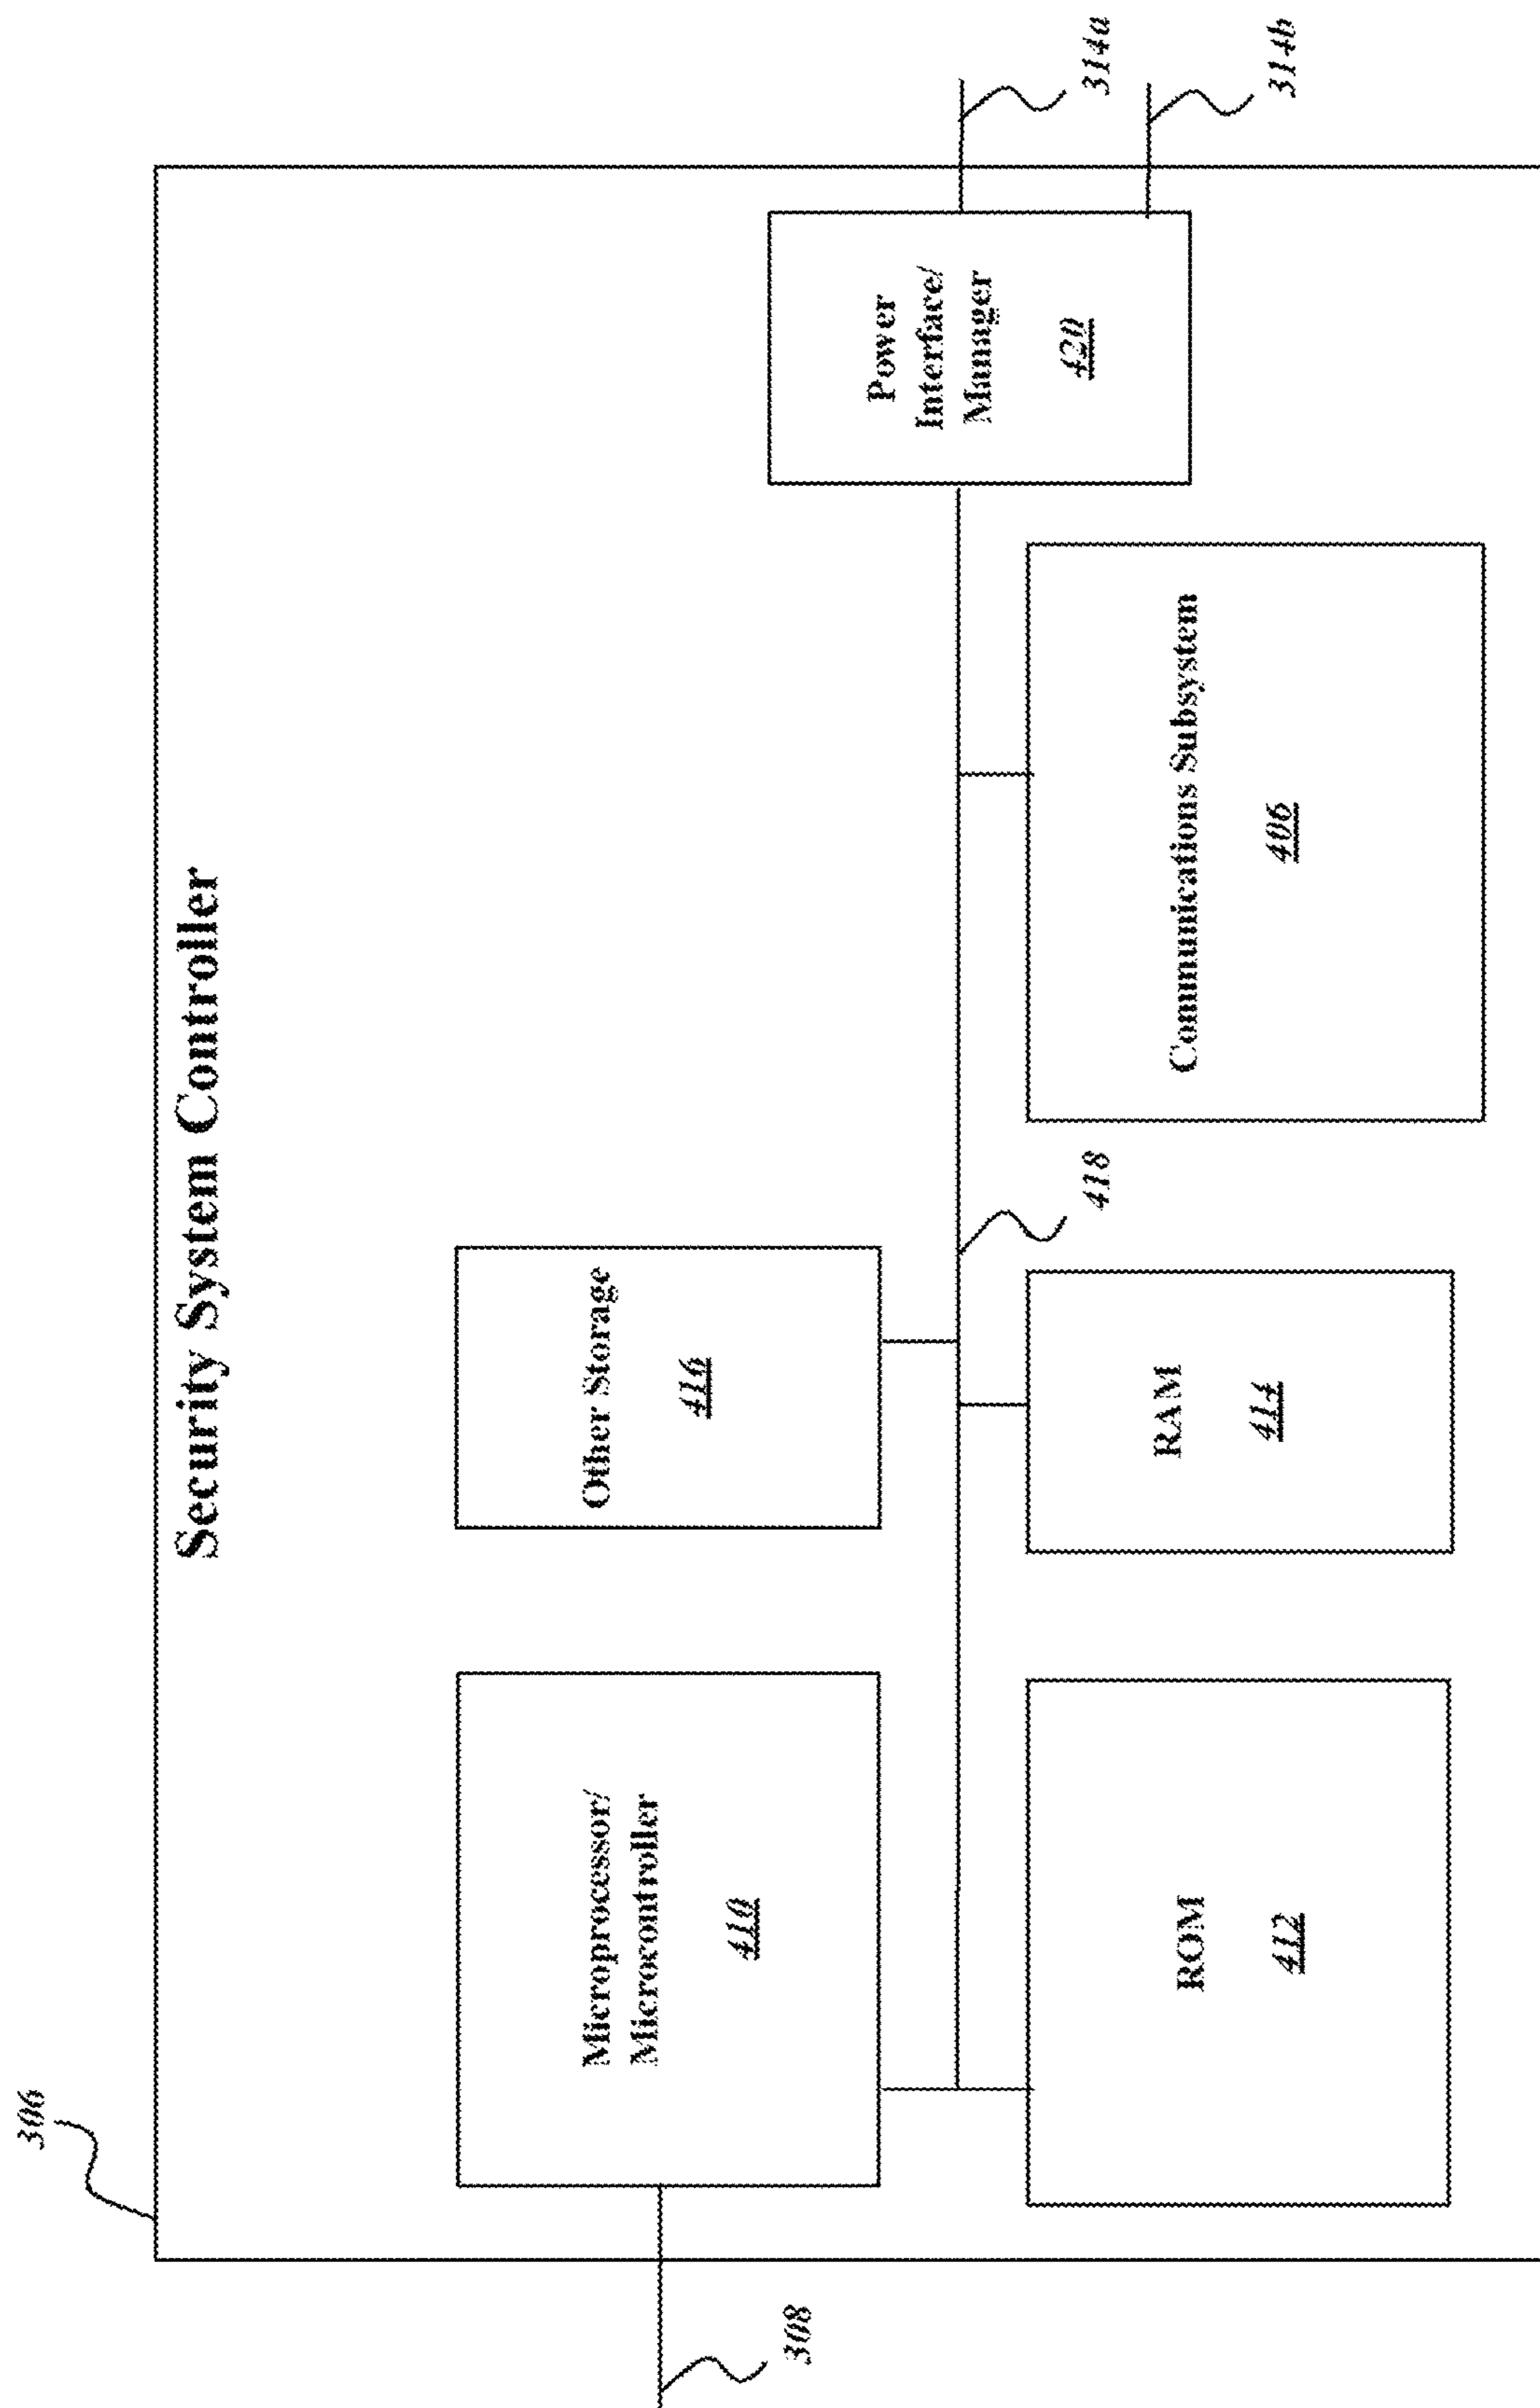 306
Security System Controller
308
Microprocessor/
Microcontroller
410
Other Storage
416
Power
Interface/
Manager
420
314a
314b
418
ROM
412
RAM
414
Communications Subsystem
406